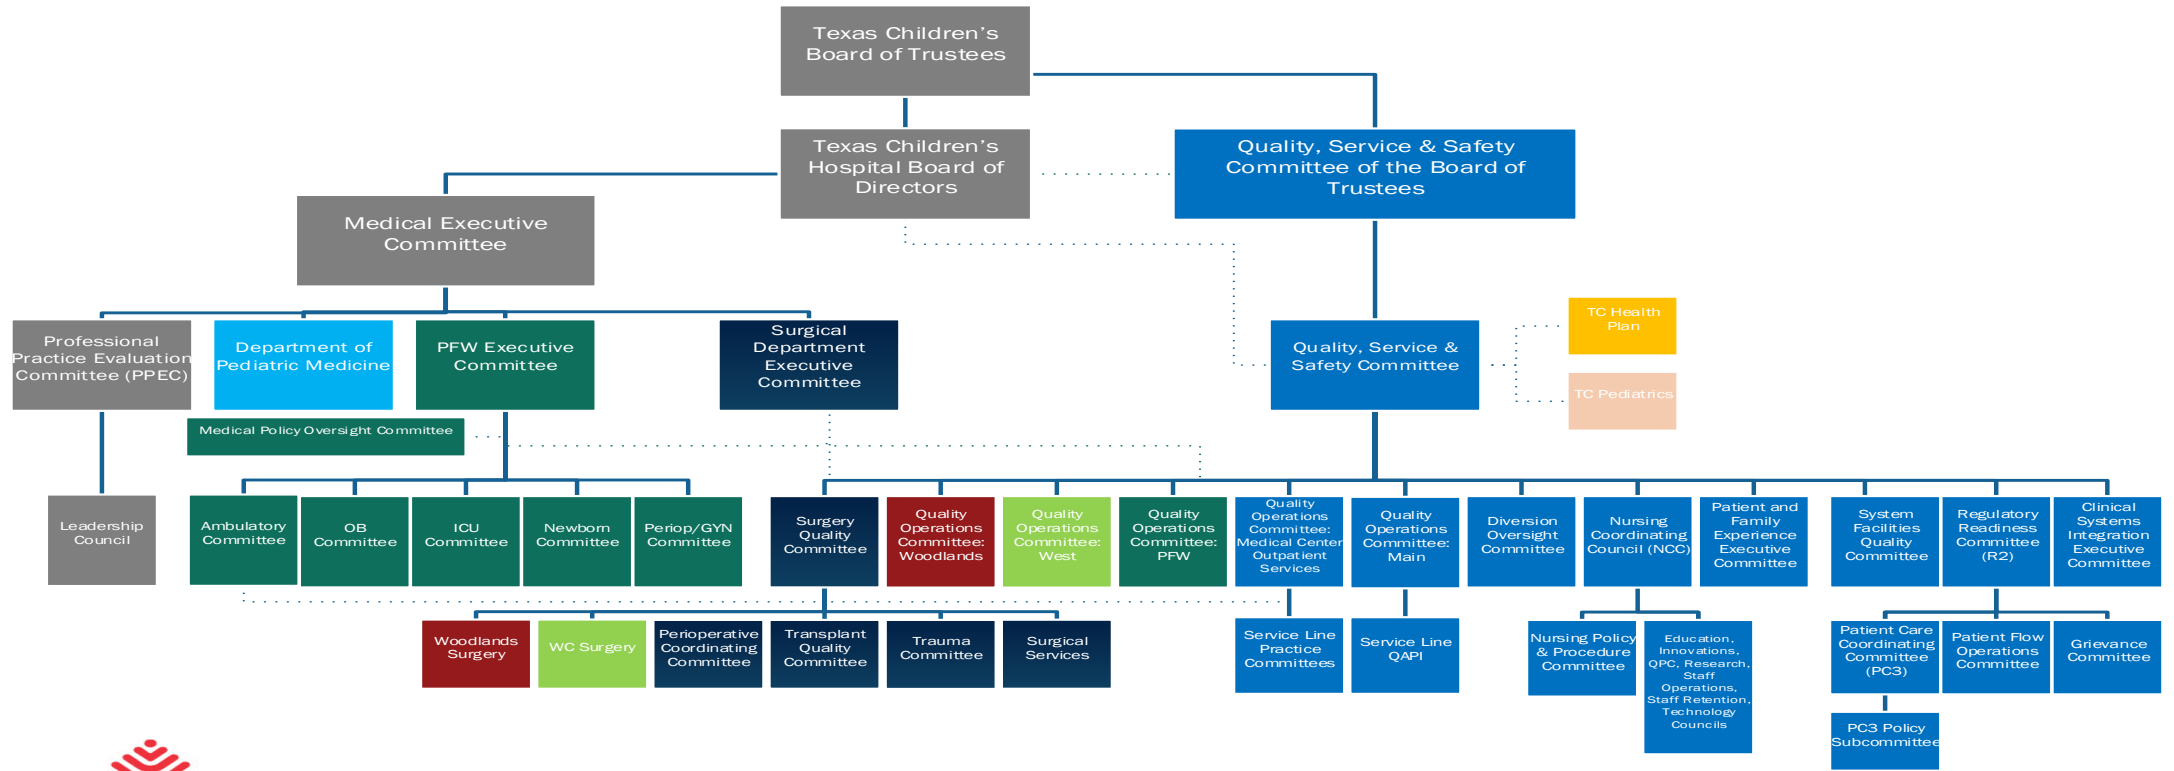 Texas Children's
Board of Trustees
Texas Children's
Hospital Board of
Directors
Quality, Service & Safety
Committee of the Board of
Trustees
Medical Executive
Committee
Professional
Practice Evaluation
Committee (PPEC)
Department of
Pediatric Medicine
PFW Executive
Committee
Surgical
Department
Executive
Committee
Quality, Service &
Safety Committee
TC Health
Plan
TC Pediatrics
Medical Policy Oversight Committee
Leadership
Council
Ambulatory
Committee
OB
Committee
ICU
Committee
Newborn
Committee
Periop/GYN
Committee
Surgery
Quality
Committee
Quality
Operations
Committee:
Woodlands
Quality
Operations
Committee:
West
Quality
Operations
Committee:
PFW
Quality
Operations
Committee:
Medical Center
Outpatient
Services
Quality
Operations
Committee:
Main
Diversion
Oversight
Committee
Nursing
Coordinating
Council (NCC)
Patient and
Family
Experience
Executive
Committee
System
Facilities
Quality
Committee
Regulatory
Readiness
Committee
(R2)
Clinical
Systems
Integration
Executive
Committee
Woodlands
Surgery
WC Surgery
Perioperative
Coordinating
Committee
Transplant
Quality
Committee
Trauma
Committee
Surgical
Services
Service Line
Practice
Committees
Service Line
QAPI
Nursing Policy
& Procedure
Committee
Education,
Innovations,
QPC, Research,
Staff
Operations,
Staff Retention,
Technology
Councils
Patient Care
Coordinating
Committee
(PC3)
Patient Flow
Operations
Committee
Grievance
Committee
PC3 Policy
Subcommittee